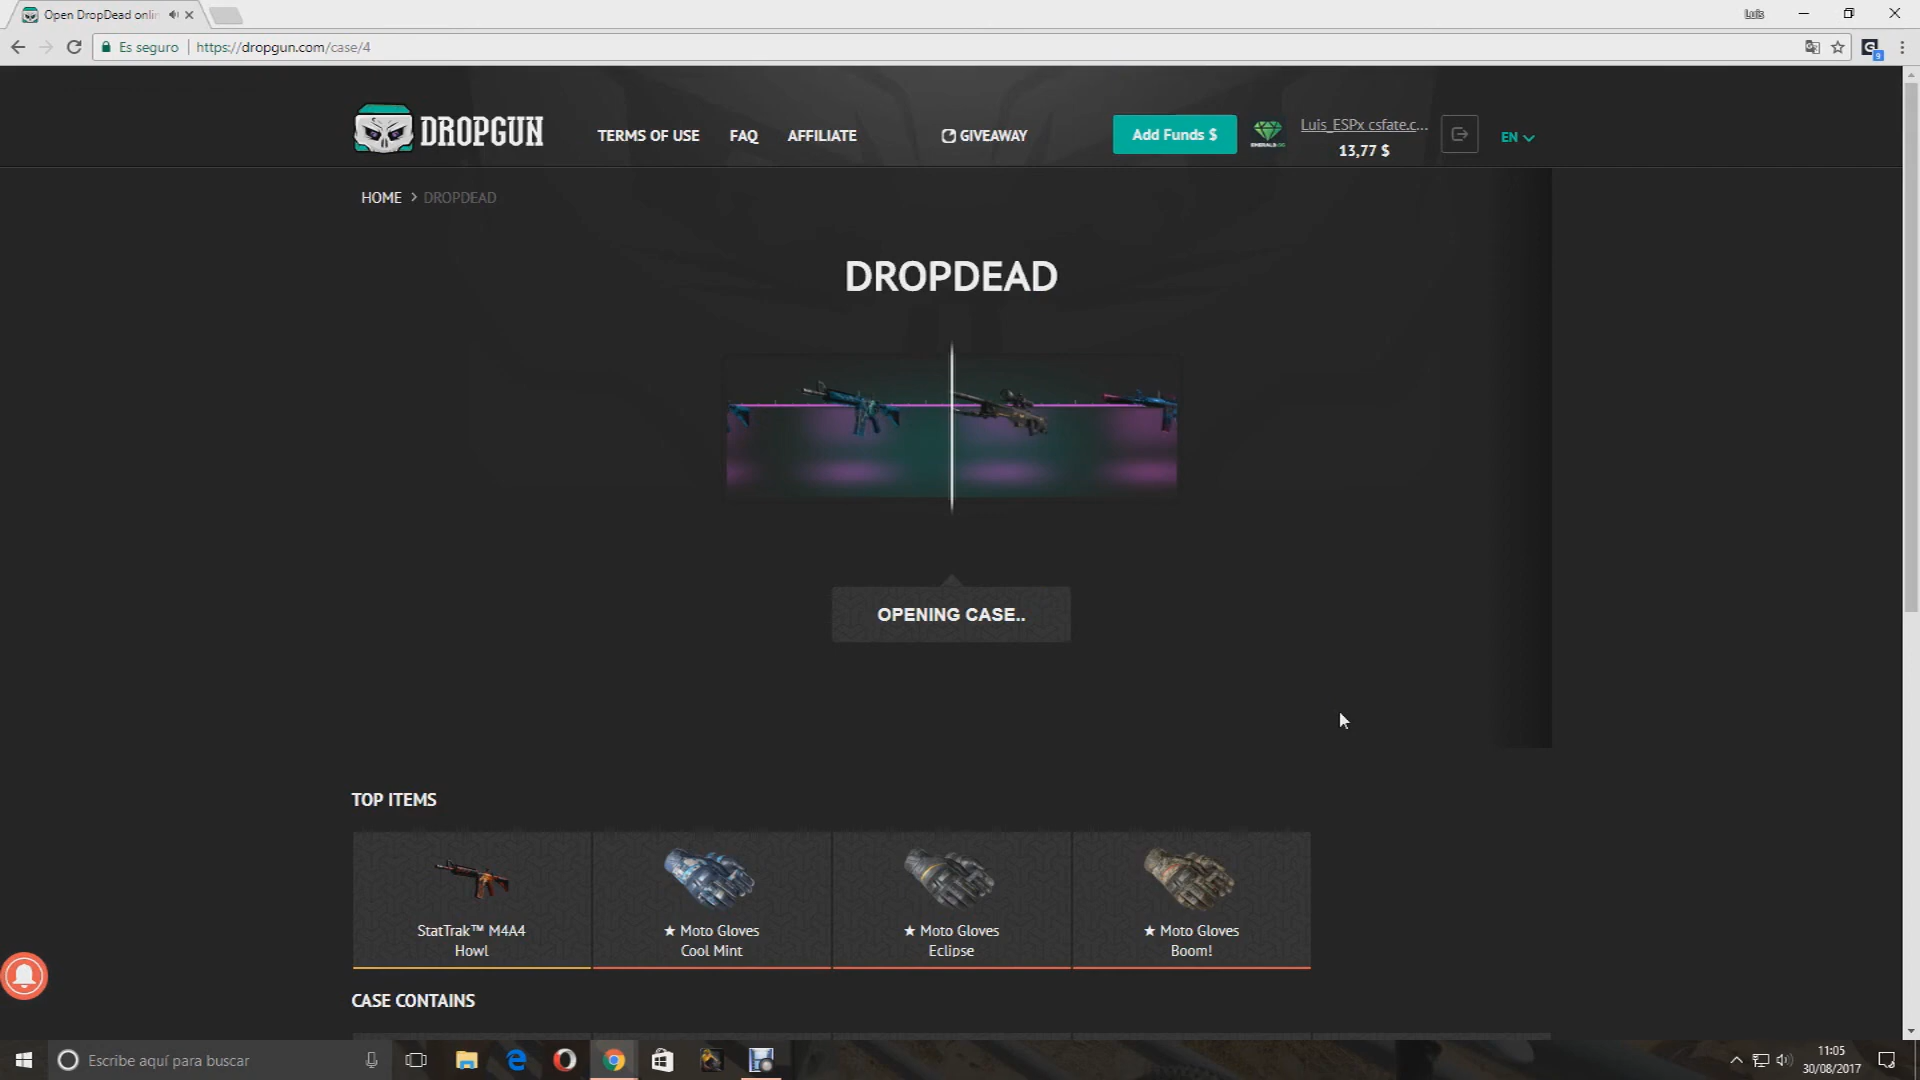 Open DropDead onlin
Luis
Es seguro
https://dropgun.com/case/4
DROPGUN
TERMS OF USE
FAQ
AFFILIATE
GIVEAWAY
Add Funds $
Luis_ESPx csfate.c...
13,77 $
EN
HOME > DROPDEAD
DROPDEAD
OPENING CASE..
TOP ITEMS
StatTrak™ M4A4
Howl
★ Moto Gloves
Cool Mint
★ Moto Gloves
Eclipse
★ Moto Gloves
Boom!
CASE CONTAINS
Escribe aquí para buscar
11:05
30/08/2017